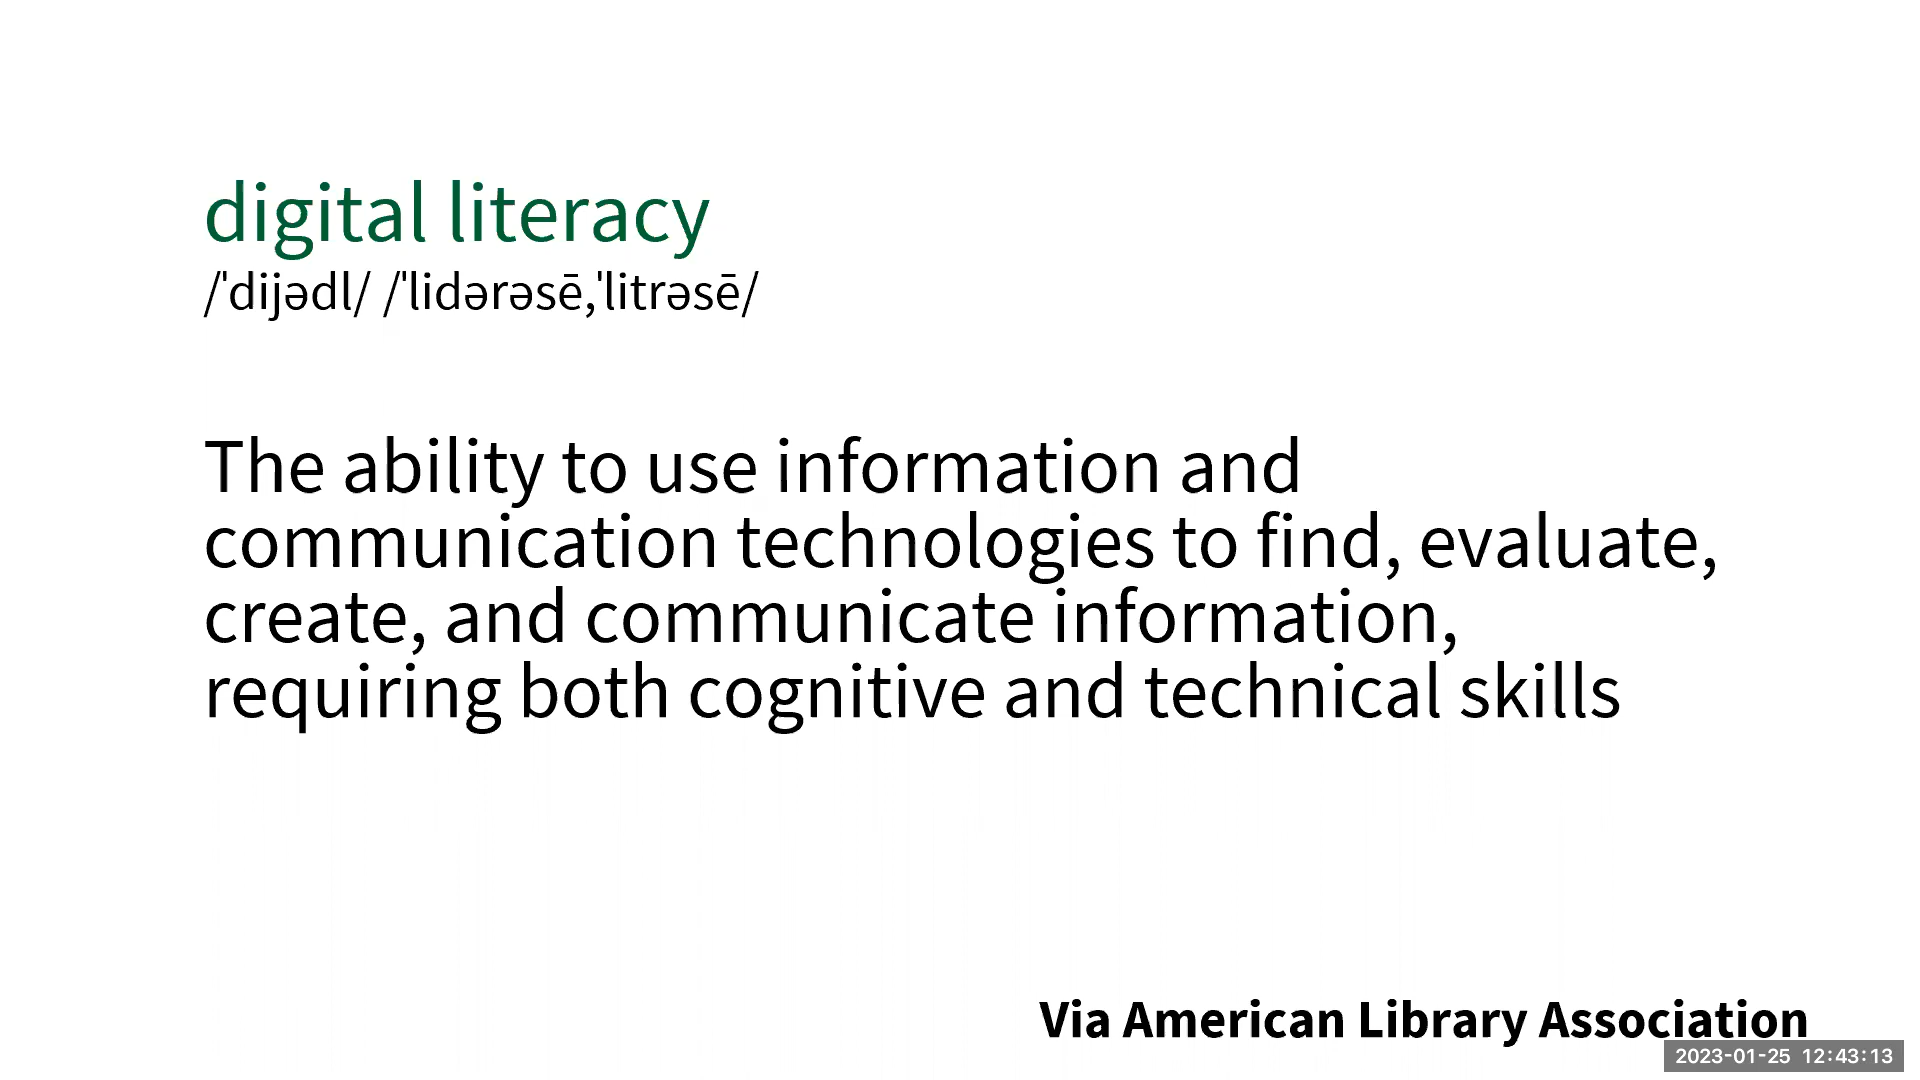 digital literacy
/ˈdijədl/ /ˈlidərəsē,ˈlitrəsē/
The ability to use information and
communication technologies to find, evaluate,
create, and communicate information,
requiring both cognitive and technical skills
Via American Library Association
2023-01-25 12:43:13